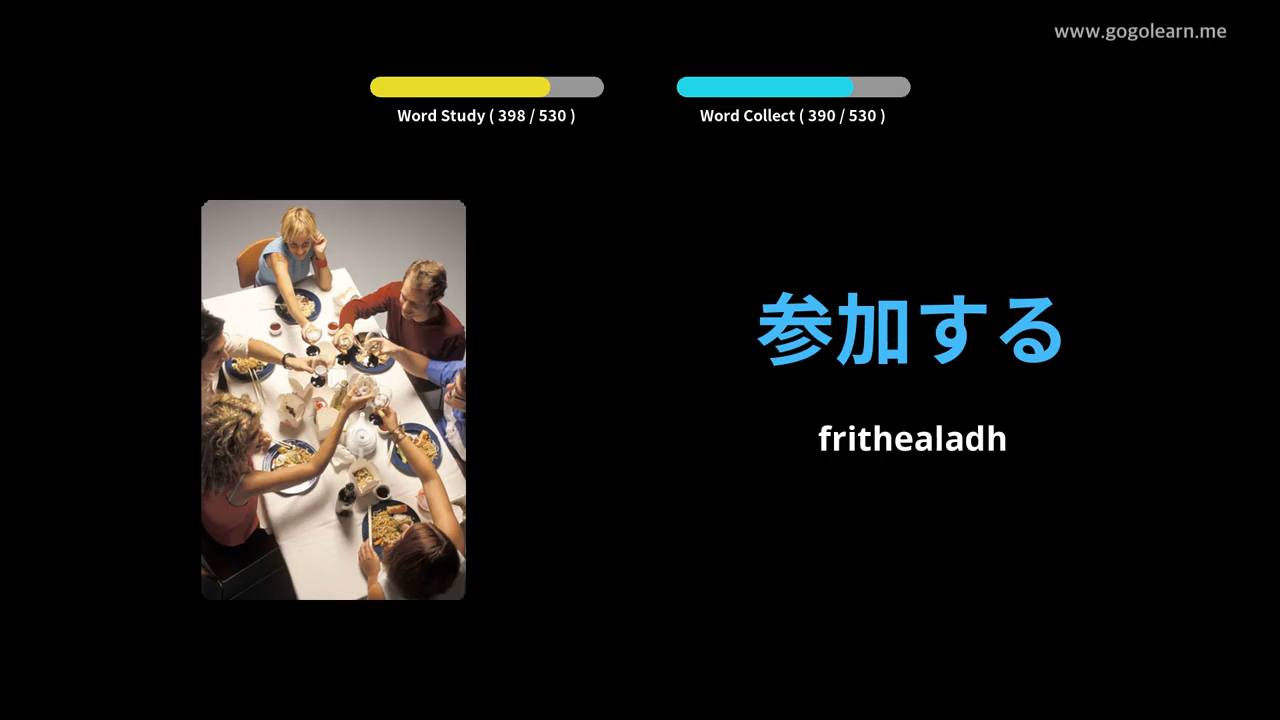 www.gogolearn.me
Word Study ( 398 / 530 )
Word Collect ( 390 / 530 )
参加する
frithealadh